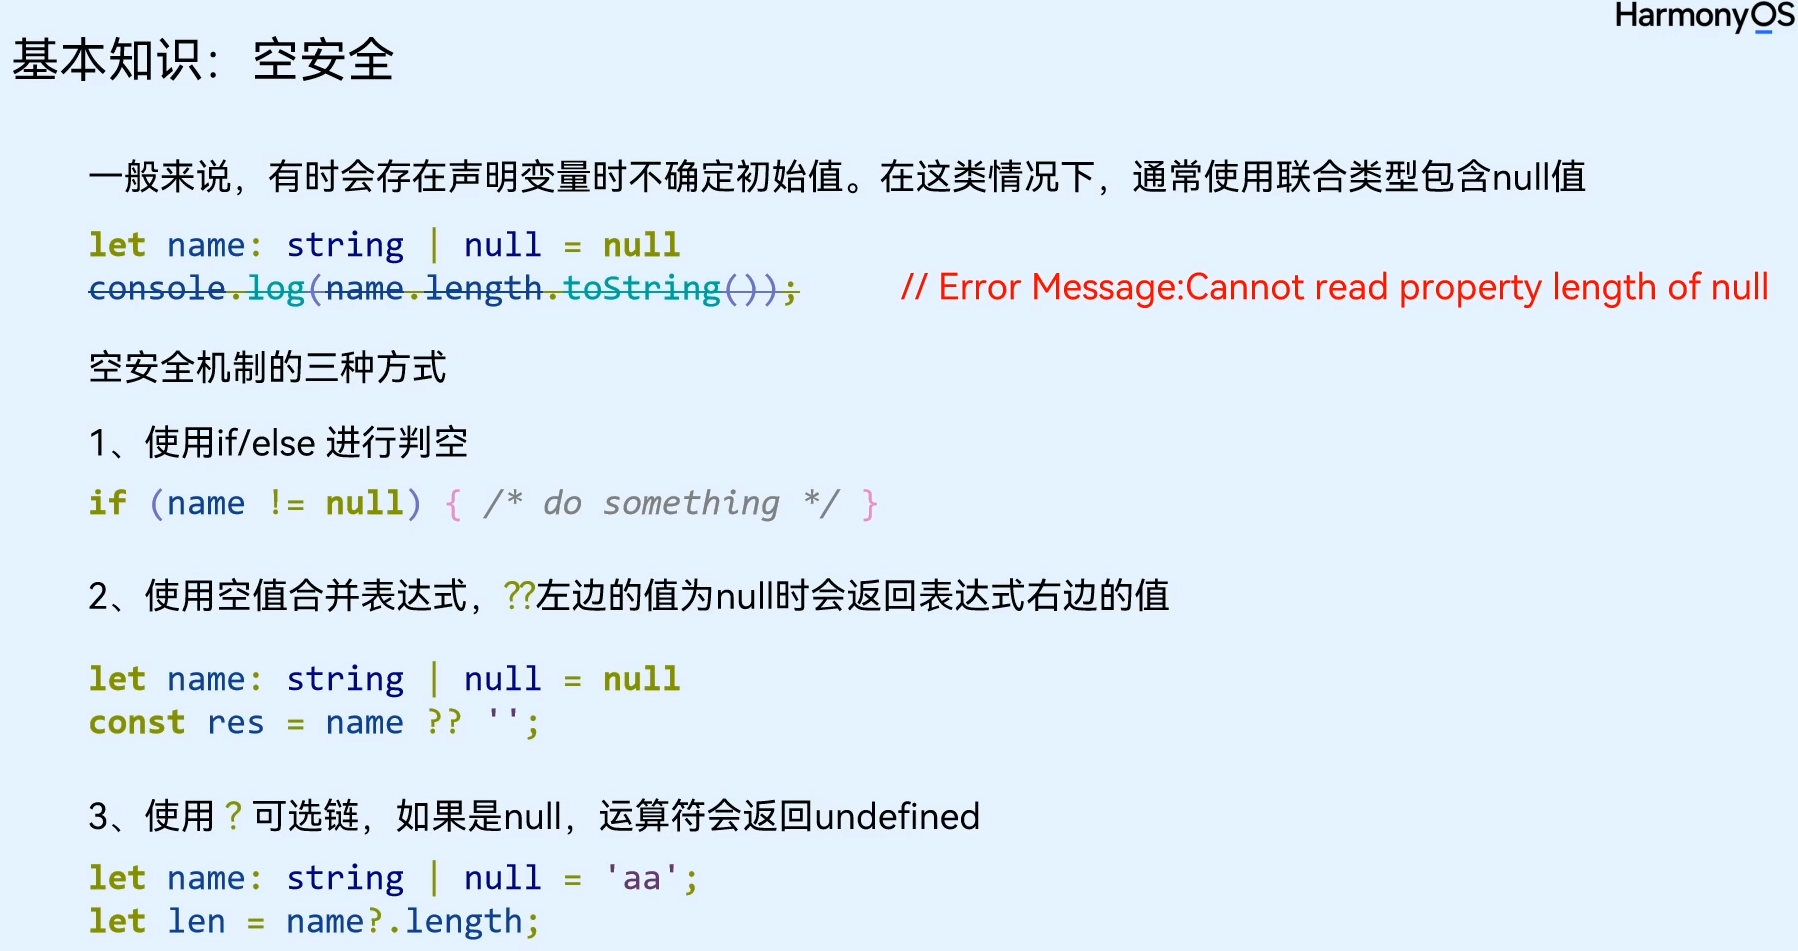 HarmonyOS
基本知识：空安全
一般来说，有时会存在声明变量时不确定初始值。在这类情况下，通常使用联合类型包含null值
let name: string | null = null
console.log(name.length.toString()); // Error Message:Cannot read property length of null
空安全机制的三种方式
1、使用if/else 进行判空
if (name != null) { /* do something */ }
2、使用空值合并表达式，??左边的值为null时会返回表达式右边的值
let name: string | null = null
const res = name ?? '';
3、使用 ? 可选链，如果是null，运算符会返回undefined
let name: string | null = 'aa';
let len = name?.length;